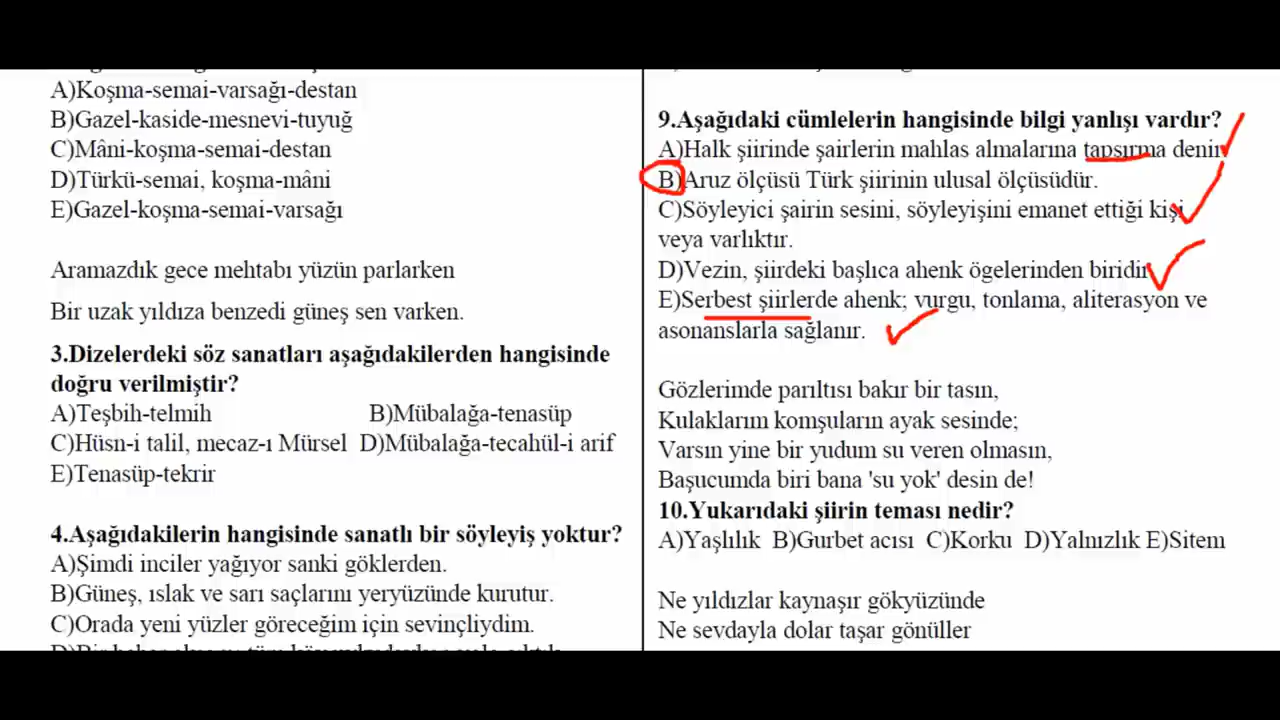 A)Koşma-semai-varsağı-destan
B)Gazel-kaside-mesnevi-tuyuğ
C)Mâni-koşma-semai-destan
D)Türkü-semai, koşma-mâni
E)Gazel-koşma-semai-varsağı
Aramazdık gece mehtabı yüzün parlarken
Bir uzak yıldıza benzedi güneş sen varken.
3.Dizelerdeki söz sanatları aşağıdakilerden hangisinde
doğru verilmiştir?
A)Teşbih-telmih B)Mübalağa-tenasüp
C)Hüsn-i talil, mecaz-ı Mürsel D)Mübalağa-tecahül-i arif
E)Tenasüp-tekrir
4.Aşağıdakilerin hangisinde sanatlı bir söyleyiş yoktur?
A)Şimdi inciler yağıyor sanki göklerden.
B)Güneş, ıslak ve sarı saçlarını yeryüzünde kurutur.
C)Orada yeni yüzler göreceğim için sevinçliydim.
9.Aşağıdaki cümlelerin hangisinde bilgi yanlışı vardır?
A)Halk şiirinde şairlerin mahlas almalarına tapşırma denir
B)Aruz ölçüsü Türk şiirinin ulusal ölçüsüdür.
C)Söyleyici şairin sesini, söyleyişini emanet ettiği kişi
veya varlıktır.
D)Vezin, şiirdeki başlıca ahenk ögelerinden biridir
E)Serbest şiirlerde ahenk; vurgu, tonlama, aliterasyon ve
asonanslarla sağlanır.
Gözlerimde parıltısı bakır bir tasın,
Kulaklarım komşuların ayak sesinde;
Varsın yine bir yudum su veren olmasın,
Başucumda biri bana 'su yok' desin de!
10.Yukarıdaki şiirin teması nedir?
A)Yaşlılık B)Gurbet acısı C)Korku D)Yalnızlık E)Sitem
Ne yıldızlar kaynaşır gökyüzünde
Ne sevdayla dolar taşar gönüller